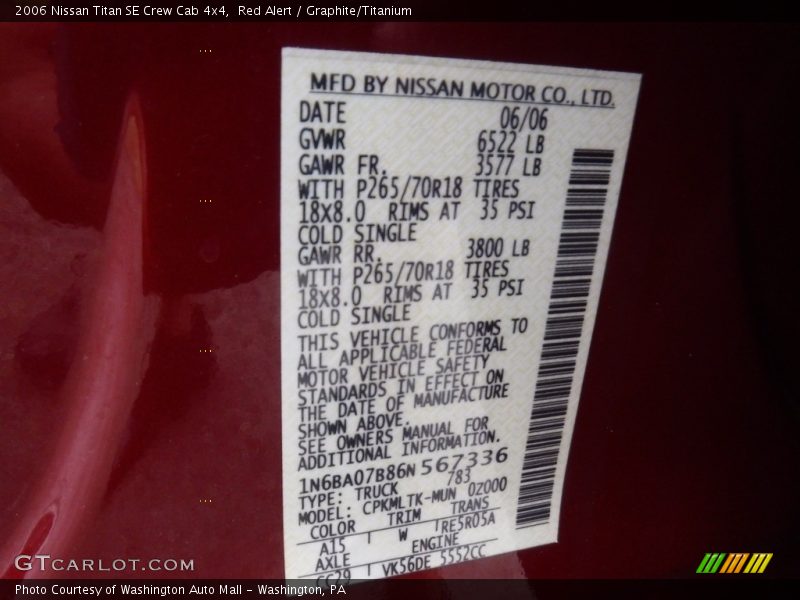 2006 Nissan Titan SE Crew Cab 4x4,  Red Alert / Graphite/Titanium
MFD BY NISSAN MOTOR CO., LTD.
DATE 06/06
GVWR 6522 LB
GAWR FR. 3577 LB
WITH P265/70R18 TIRES
18X8.0 RIMS AT 35 PSI
COLD SINGLE
GAWR RR. 3800 LB
WITH P265/70R18 TIRES
18X8.0 RIMS AT 35 PSI
COLD SINGLE
THIS VEHICLE CONFORMS TO
ALL APPLICABLE FEDERAL
MOTOR VEHICLE SAFETY
STANDARDS IN EFFECT ON
THE DATE OF MANUFACTURE
SHOWN ABOVE.
SEE OWNERS MANUAL FOR
ADDITIONAL INFORMATION.
1N6BA07B86N 567336
TYPE: TRUCK 783
MODEL: CPKMLTK-MUN 0Z000
COLOR TRIM TRANS
A15 W RE5R05A
AXLE ENGINE
CG29 VK56DE 5552CC
GTCARLOT.COM
Photo Courtesy of Washington Auto Mall - Washington, PA